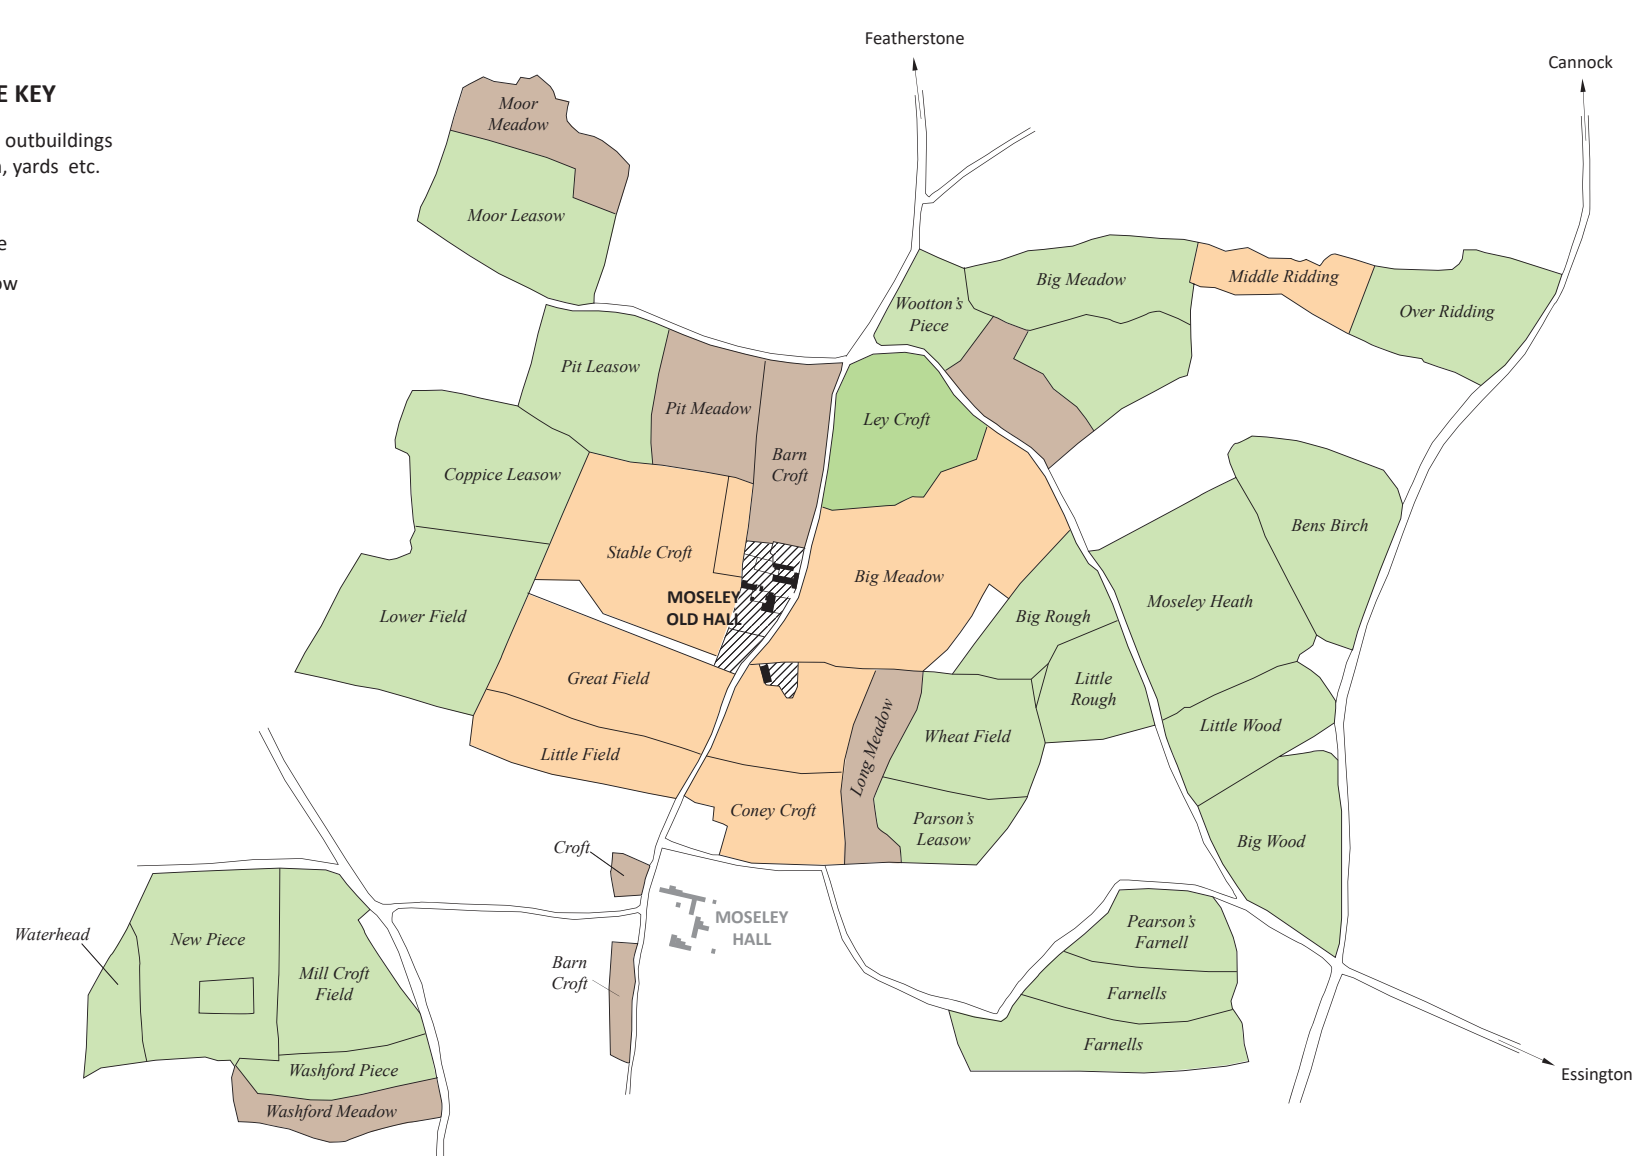 Featherstone
Cannock
E KEY
outbuildings
, yards etc.
Moor
Meadow
Moor Leasow
Big Meadow
Middle Ridding
Over Ridding
Wootton's
Piece
Pit Leasow
Pit Meadow
Ley Croft
Barn
Croft
Coppice Leasow
Bens Birch
Stable Croft
Big Meadow
MOSELEY
OLD HALL
Moseley Heath
Lower Field
Big Rough
Great Field
Little
Rough
Little Wood
Wheat Field
Long Meadow
Little Field
Coney Croft
Parson's
Leasow
Big Wood
Croft
MOSELEY
HALL
Pearson's
Farnell
Waterhead
New Piece
Barn
Croft
Mill Croft
Field
Farnells
Farnells
Washford Piece
Essington
Washford Meadow